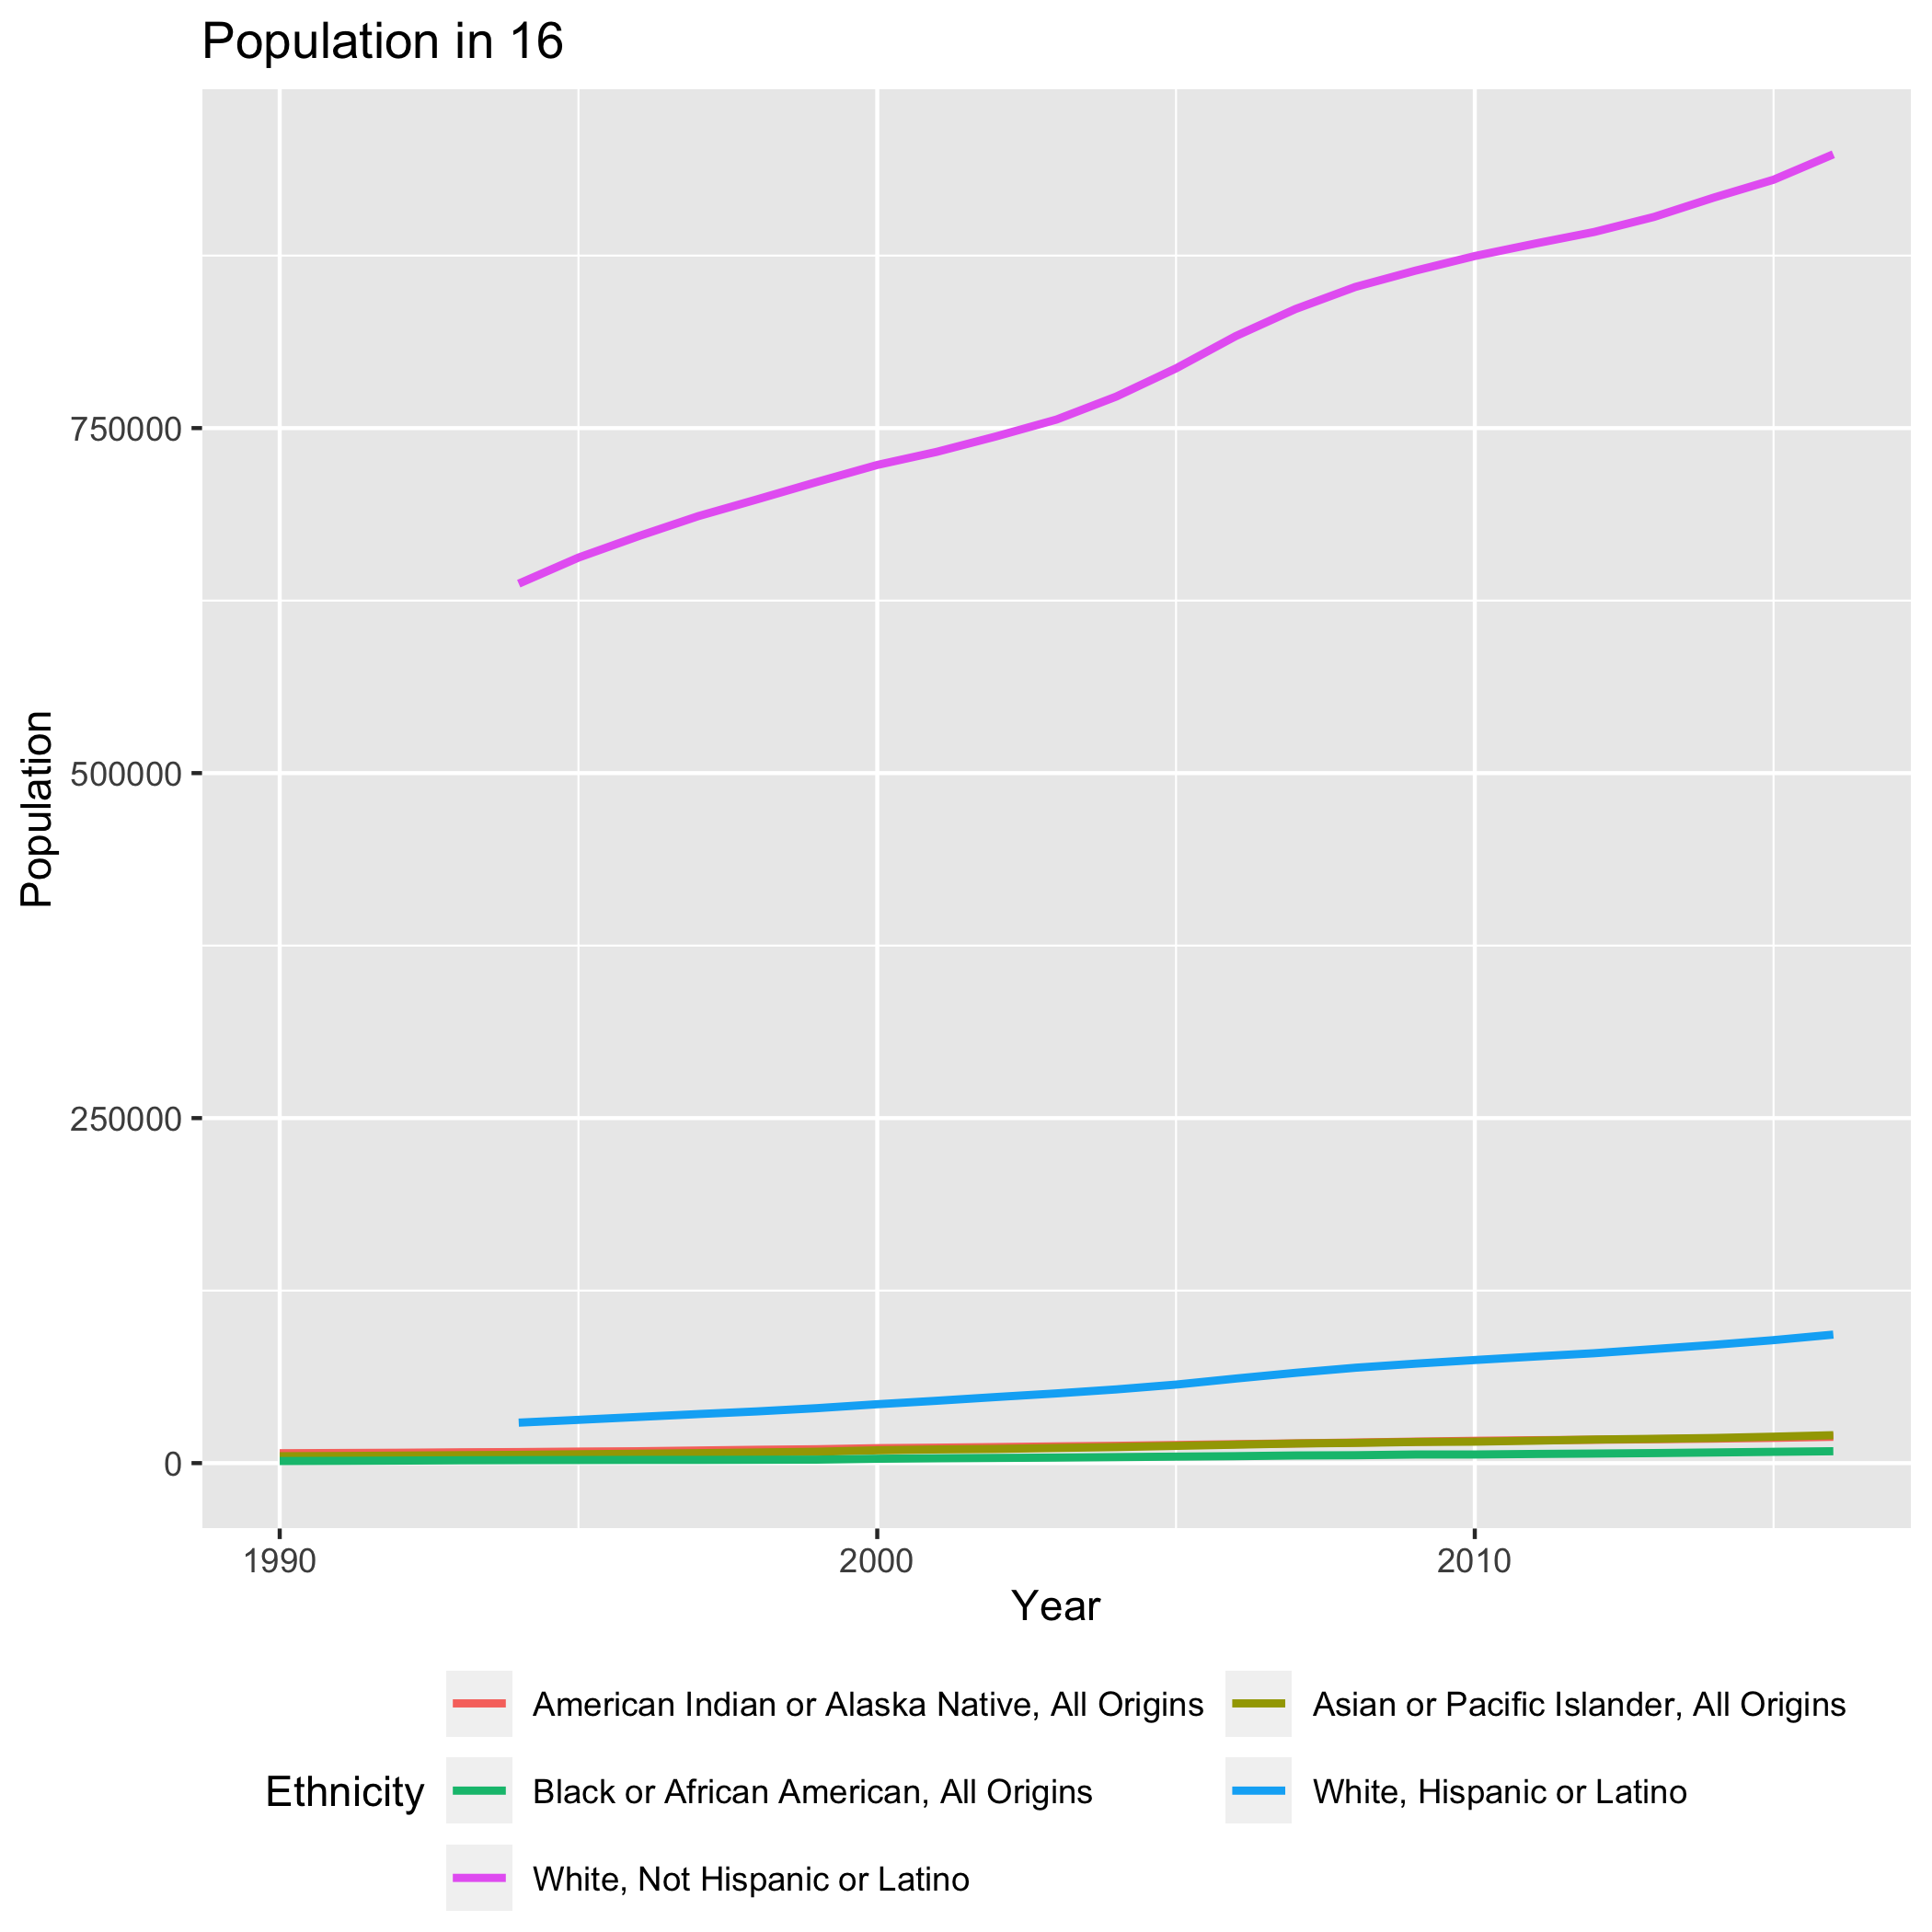 Population in 16
Population
750000
500000
250000
0
1990 2000 2010
Year
Ethnicity
American Indian or Alaska Native, All Origins
Asian or Pacific Islander, All Origins
Black or African American, All Origins
White, Hispanic or Latino
White, Not Hispanic or Latino